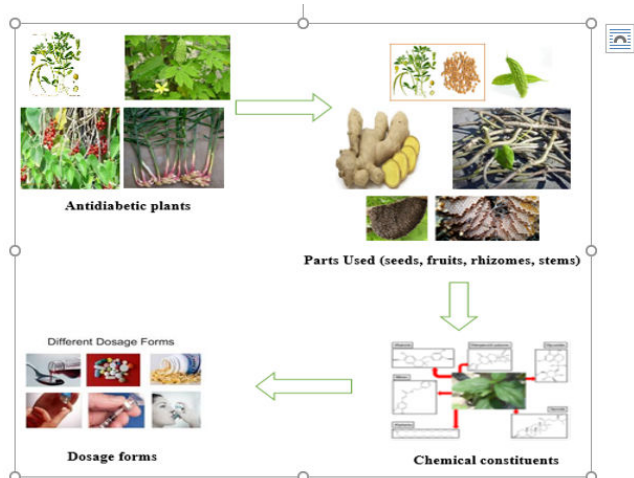 Antidiabetic plants
Parts Used (seeds, fruits, rhizomes, stems)
Different Dosage Forms
Dosage forms
Chemical constituents